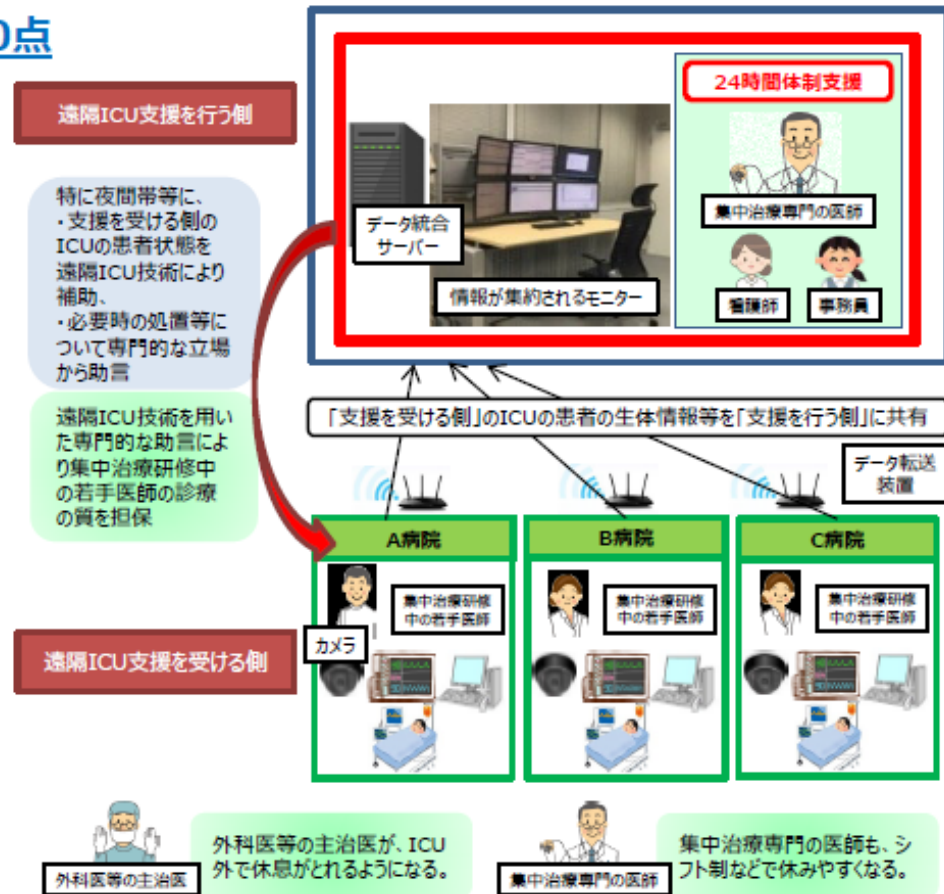 0点
遠隔ICU支援を行う側
24時間体制支援
集中治療専門の医師
看護師
事務員
データ統合
サーバー
情報が集約されるモニター
特に夜間帯等に、
・支援を受ける側の
ICUの患者状態を
遠隔ICU技術により
補助、
・必要時の処置等に
ついて専門的な立場
から助言
遠隔ICU技術を用い
た専門的な助言によ
り集中治療研修中
の若手医師の診療
の質を担保
「支援を受ける側」のICUの患者の生体情報等を「支援を行う側」に共有
データ転送
装置
A病院
B病院
C病院
集中治療研修
中の若手医師
集中治療研修
中の若手医師
集中治療研修
中の若手医師
カメラ
遠隔ICU支援を受ける側
外科医等の主治医
外科医等の主治医が、ICU
外で休息がとれるようになる。
集中治療専門の医師
集中治療専門の医師も、シ
フト制などで休みやすくなる。